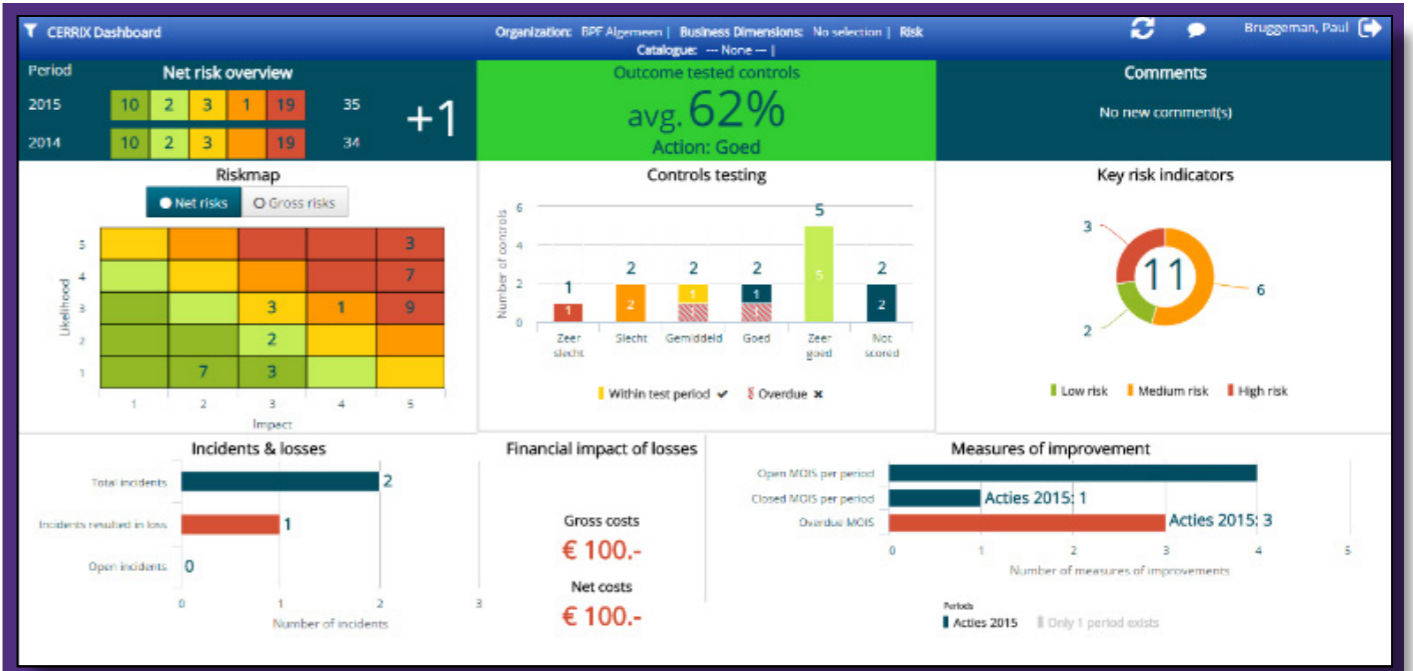 CERRIX Dashboard
Organization: BPF Algemeen | Business Dimensions: No selection | Risk
Catalogue: --- None --- |
Bruggeman, Paul
Period
Net risk overview
2015 10 2 3 1 19 35
+1
2014 10 2 3 19 34
Outcome tested controls
avg. 62%
Action: Goed
Comments
No new comment(s)
Riskmap
Net risks
Gross risks
Likelihood
5 3
4 7
3 3 1 9
2 2
1 7 3
1 2 3 4 5
Impact
Controls testing
Number of controls
6
4
2
0
1 2 2 2 5 2
1 2 1 1 1 1 5 2
Zeer slecht
Slecht
Gemiddeld
Goed
Zeer goed
Not scored
Within test period ✔
Overdue ✖
Key risk indicators
3
11
6
2
Low risk
Medium risk
High risk
Incidents & losses
Total incidents 2
Incidents resulted in loss 1
Open incidents 0
0 1 2 3
Number of incidents
Financial impact of losses
Gross costs
€ 100.-
Net costs
€ 100.-
Measures of improvement
Open MOIS per period
Closed MOIS per period Acties 2015: 1
Overdue MOIS Acties 2015: 3
0 1 2 3 4 5
Number of measures of improvements
Periods
Acties 2015
Only 1 period exists